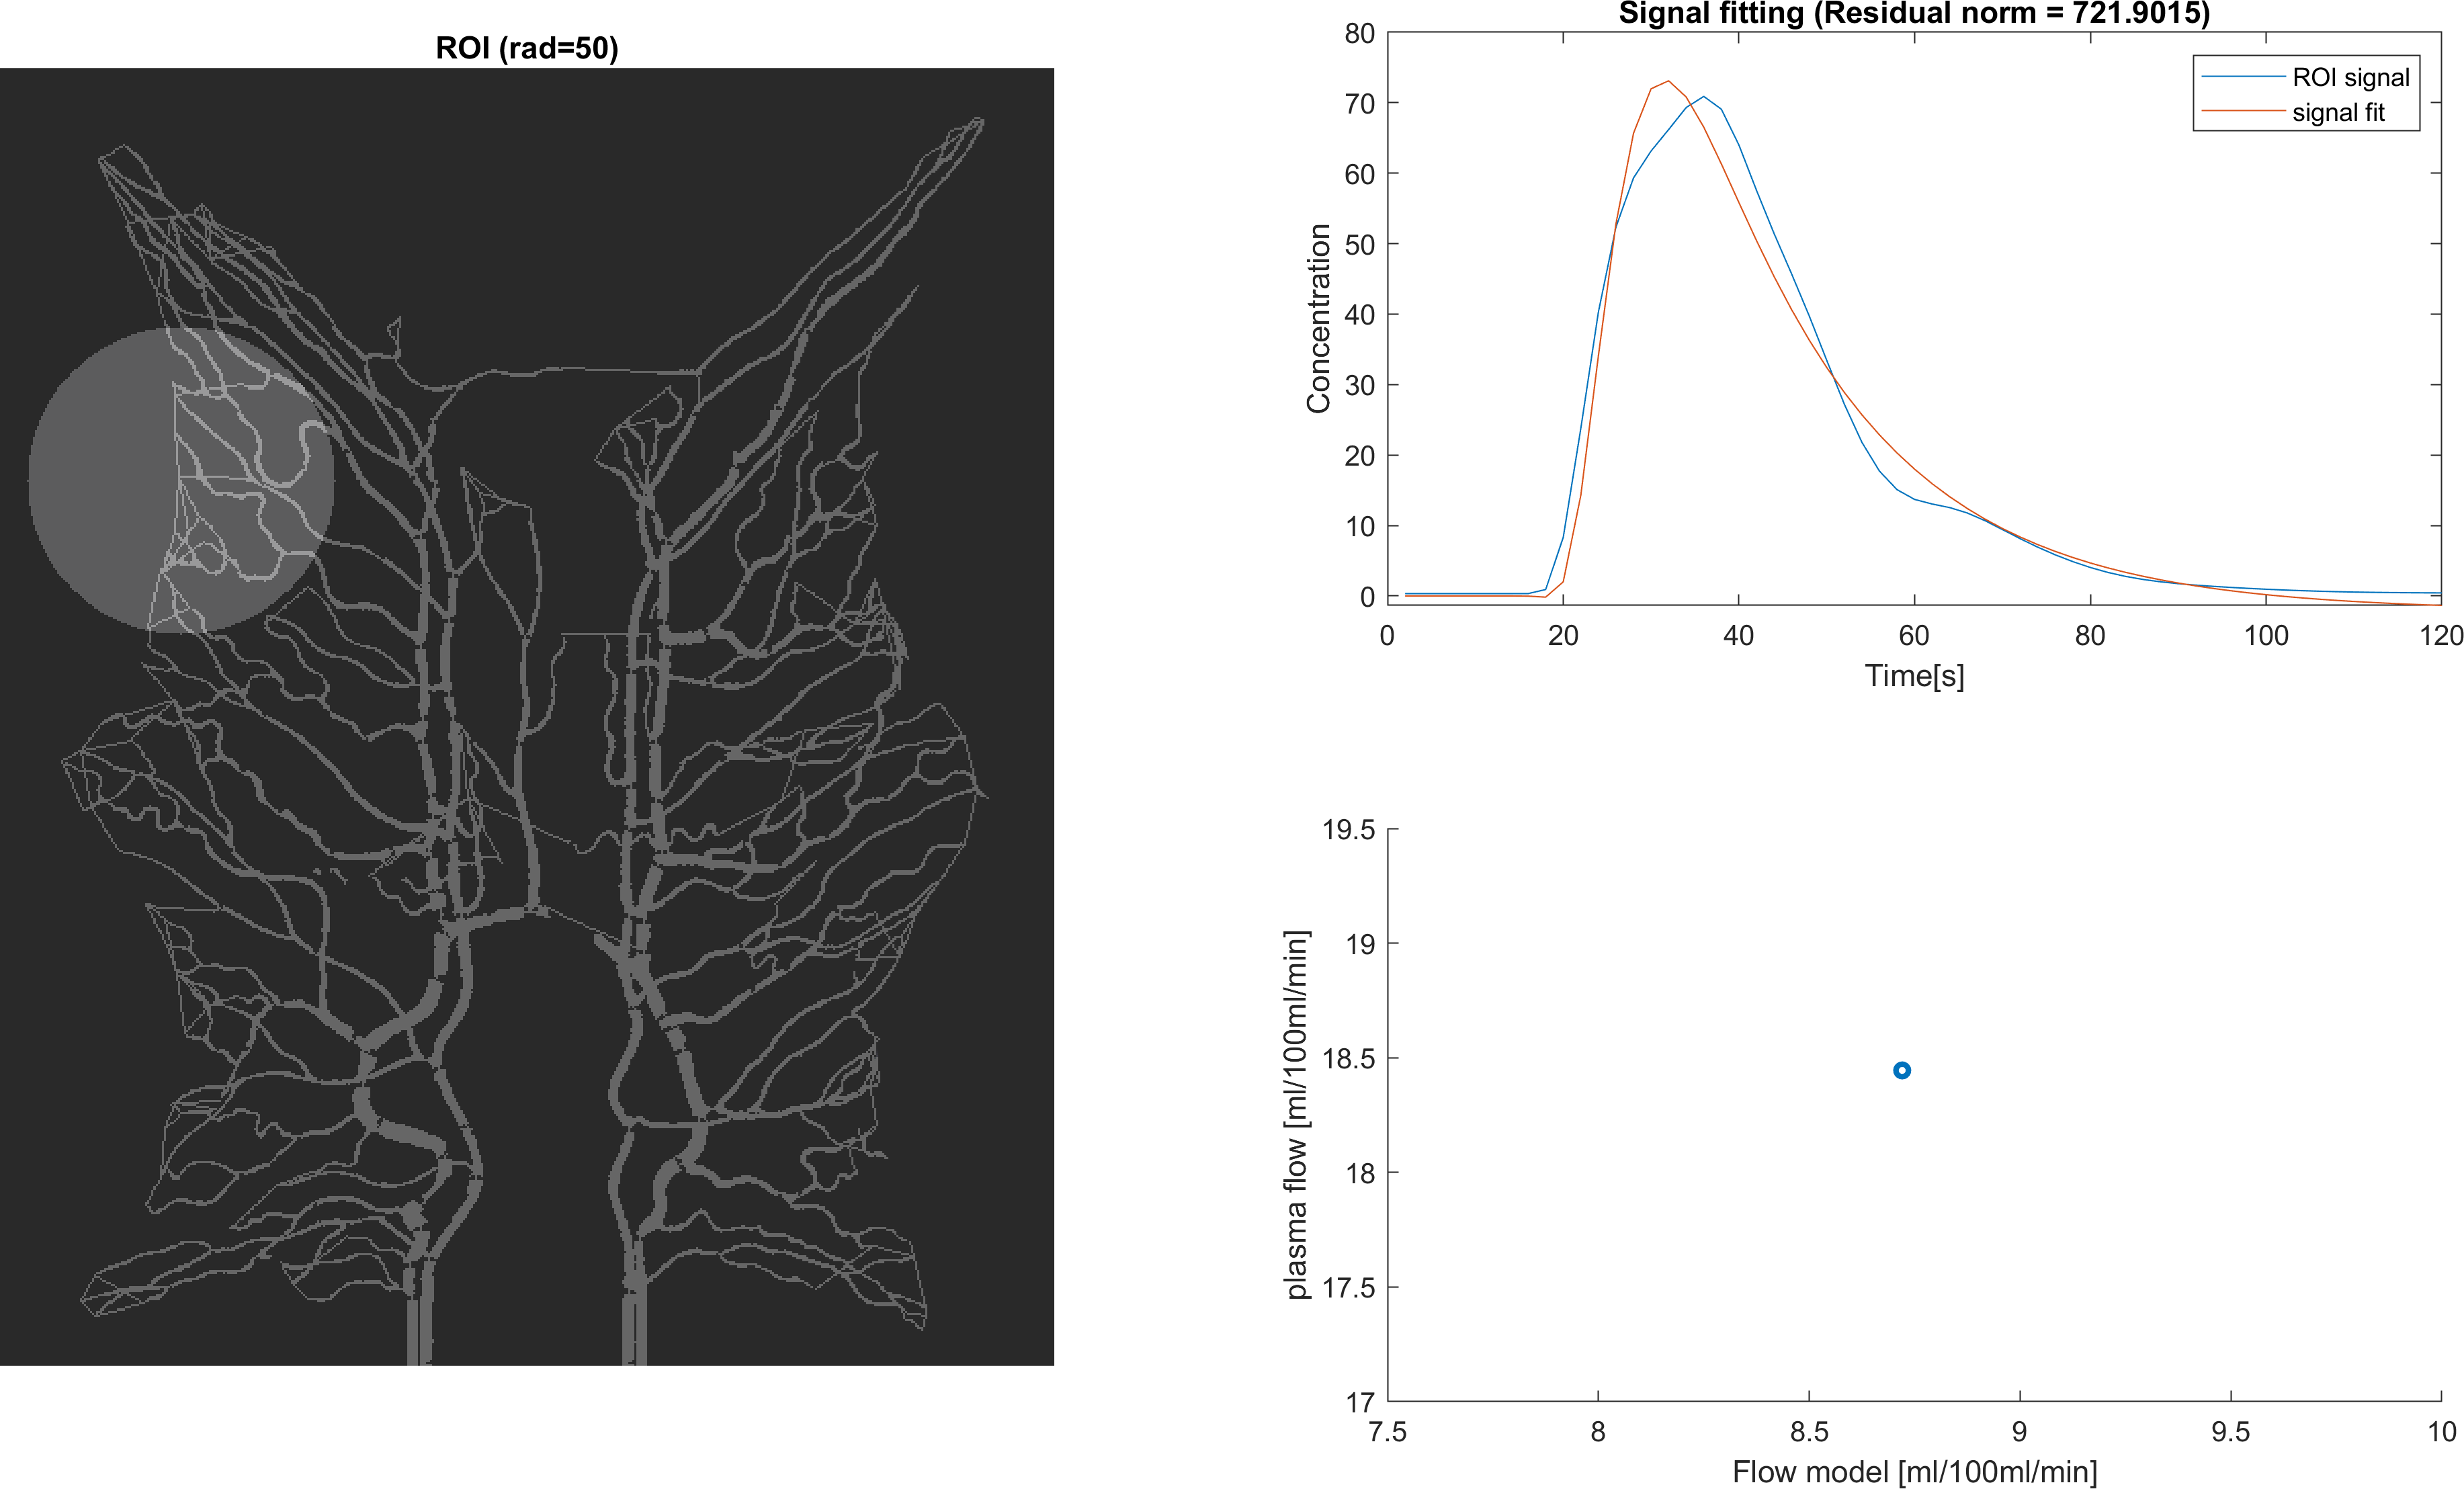 ROI (rad=50)
Signal fitting (Residual norm = 721.9015)
80
70
60
50
40
30
20
10
0
Concentration
ROI signal
signal fit
0 20 40 60 80 100 120
Time[s]
19.5
19
18.5
18
17.5
17
plasma flow [ml/100ml/min]
7.5 8 8.5 9 9.5 10
Flow model [ml/100ml/min]